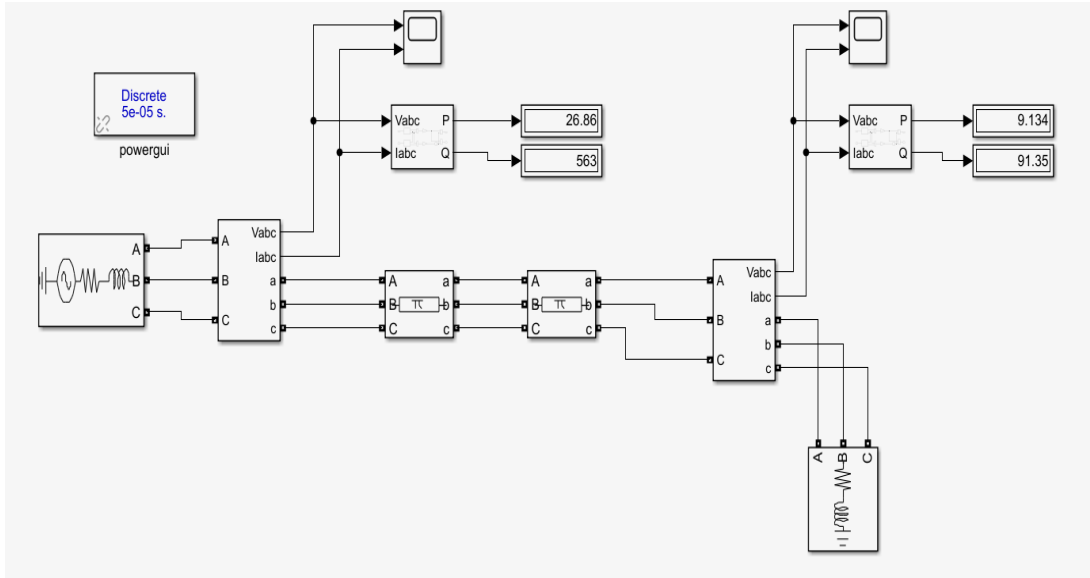 Discrete
5e-05 s.
powergui
Vabc
Iabc
P
Q
26.86
563
Vabc
Iabc
P
Q
9.134
91.35
A
B
C
A
B
C
Vabc
Iabc
a
b
c
A
B
C
π
a
b
c
A
B
C
π
a
b
c
A
B
C
Vabc
Iabc
a
b
c
A
B
C